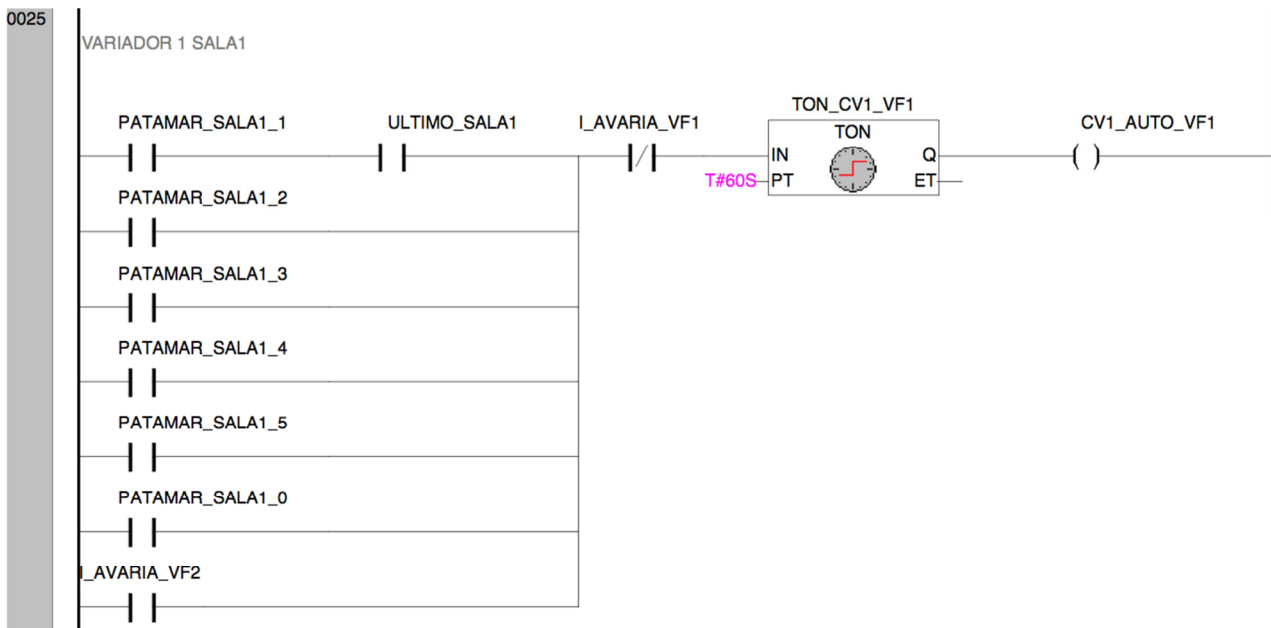 0025
VARIADOR 1 SALA1
TON_CV1_VF1
PATAMAR_SALA1_1 ULTIMO_SALA1 I_AVARIA_VF1 TON CV1_AUTO_VF1
IN Q
T#60S PT ET
PATAMAR_SALA1_2
PATAMAR_SALA1_3
PATAMAR_SALA1_4
PATAMAR_SALA1_5
PATAMAR_SALA1_0
I_AVARIA_VF2